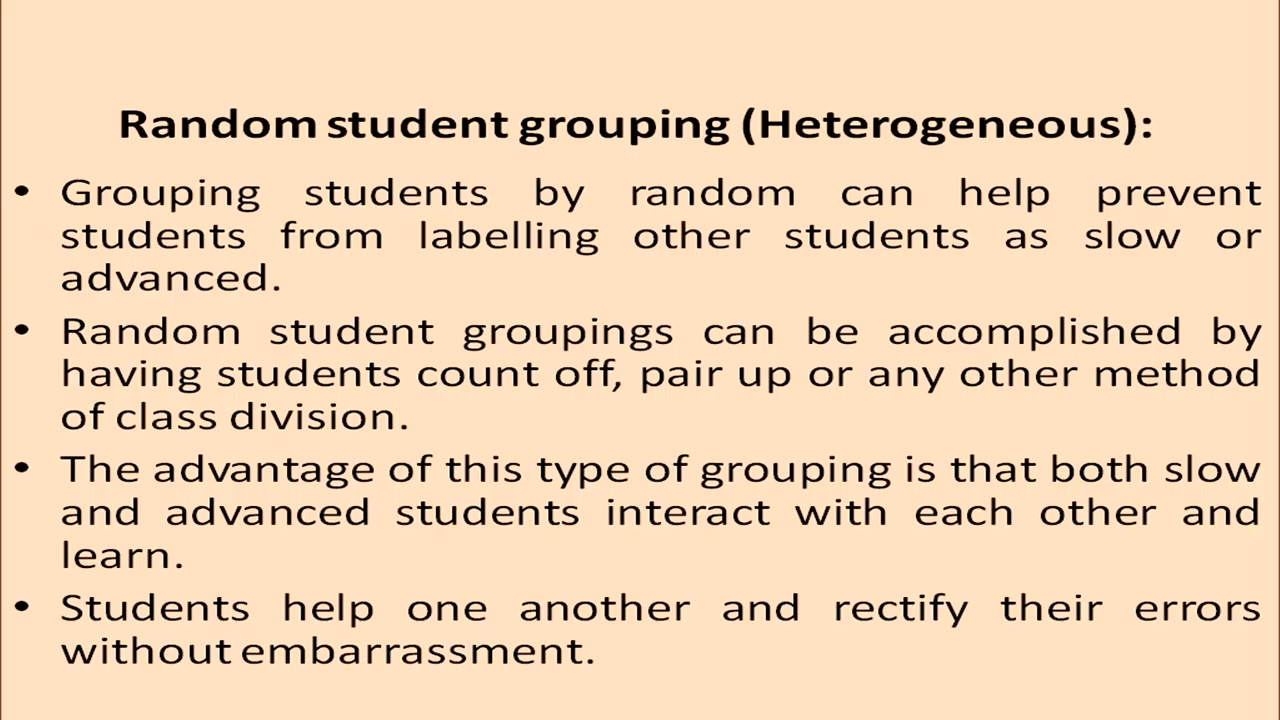 Random student grouping (Heterogeneous):
• Grouping students by random can help prevent
students from labelling other students as slow or
advanced.
• Random student groupings can be accomplished by
having students count off, pair up or any other method
of class division.
• The advantage of this type of grouping is that both slow
and advanced students interact with each other and
learn.
• Students help one another and rectify their errors
without embarrassment.